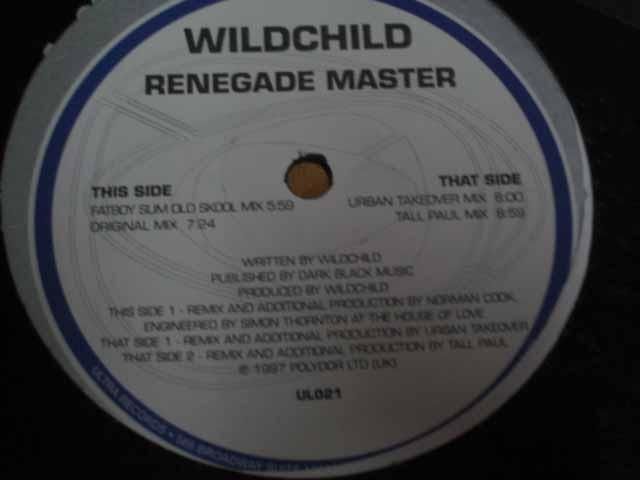 WILDCHILD
RENEGADE MASTER
THIS SIDE
FATBOY SLIM OLD SKOOL MIX 5:59
ORIGINAL MIX 7:24
THAT SIDE
URBAN TAKEOVER MIX 6:00
TALL PAUL MIX 8:59
WRITTEN BY WILDCHILD
PUBLISHED BY DARK BLACK MUSIC
PRODUCED BY WILDCHILD
THIS SIDE 1 - REMIX AND ADDITIONAL PRODUCTION BY NORMAN COOK,
ENGINEERED BY SIMON THORNTON AT THE HOUSE OF LOVE
THAT SIDE 1 - REMIX AND ADDITIONAL PRODUCTION BY URBAN TAKEOVER
THAT SIDE 2 - REMIX AND ADDITIONAL PRODUCTION BY TALL PAUL
℗ 1997 POLYDOR LTD (UK)
UL021
ULTRA RECORDS • BROADWAY